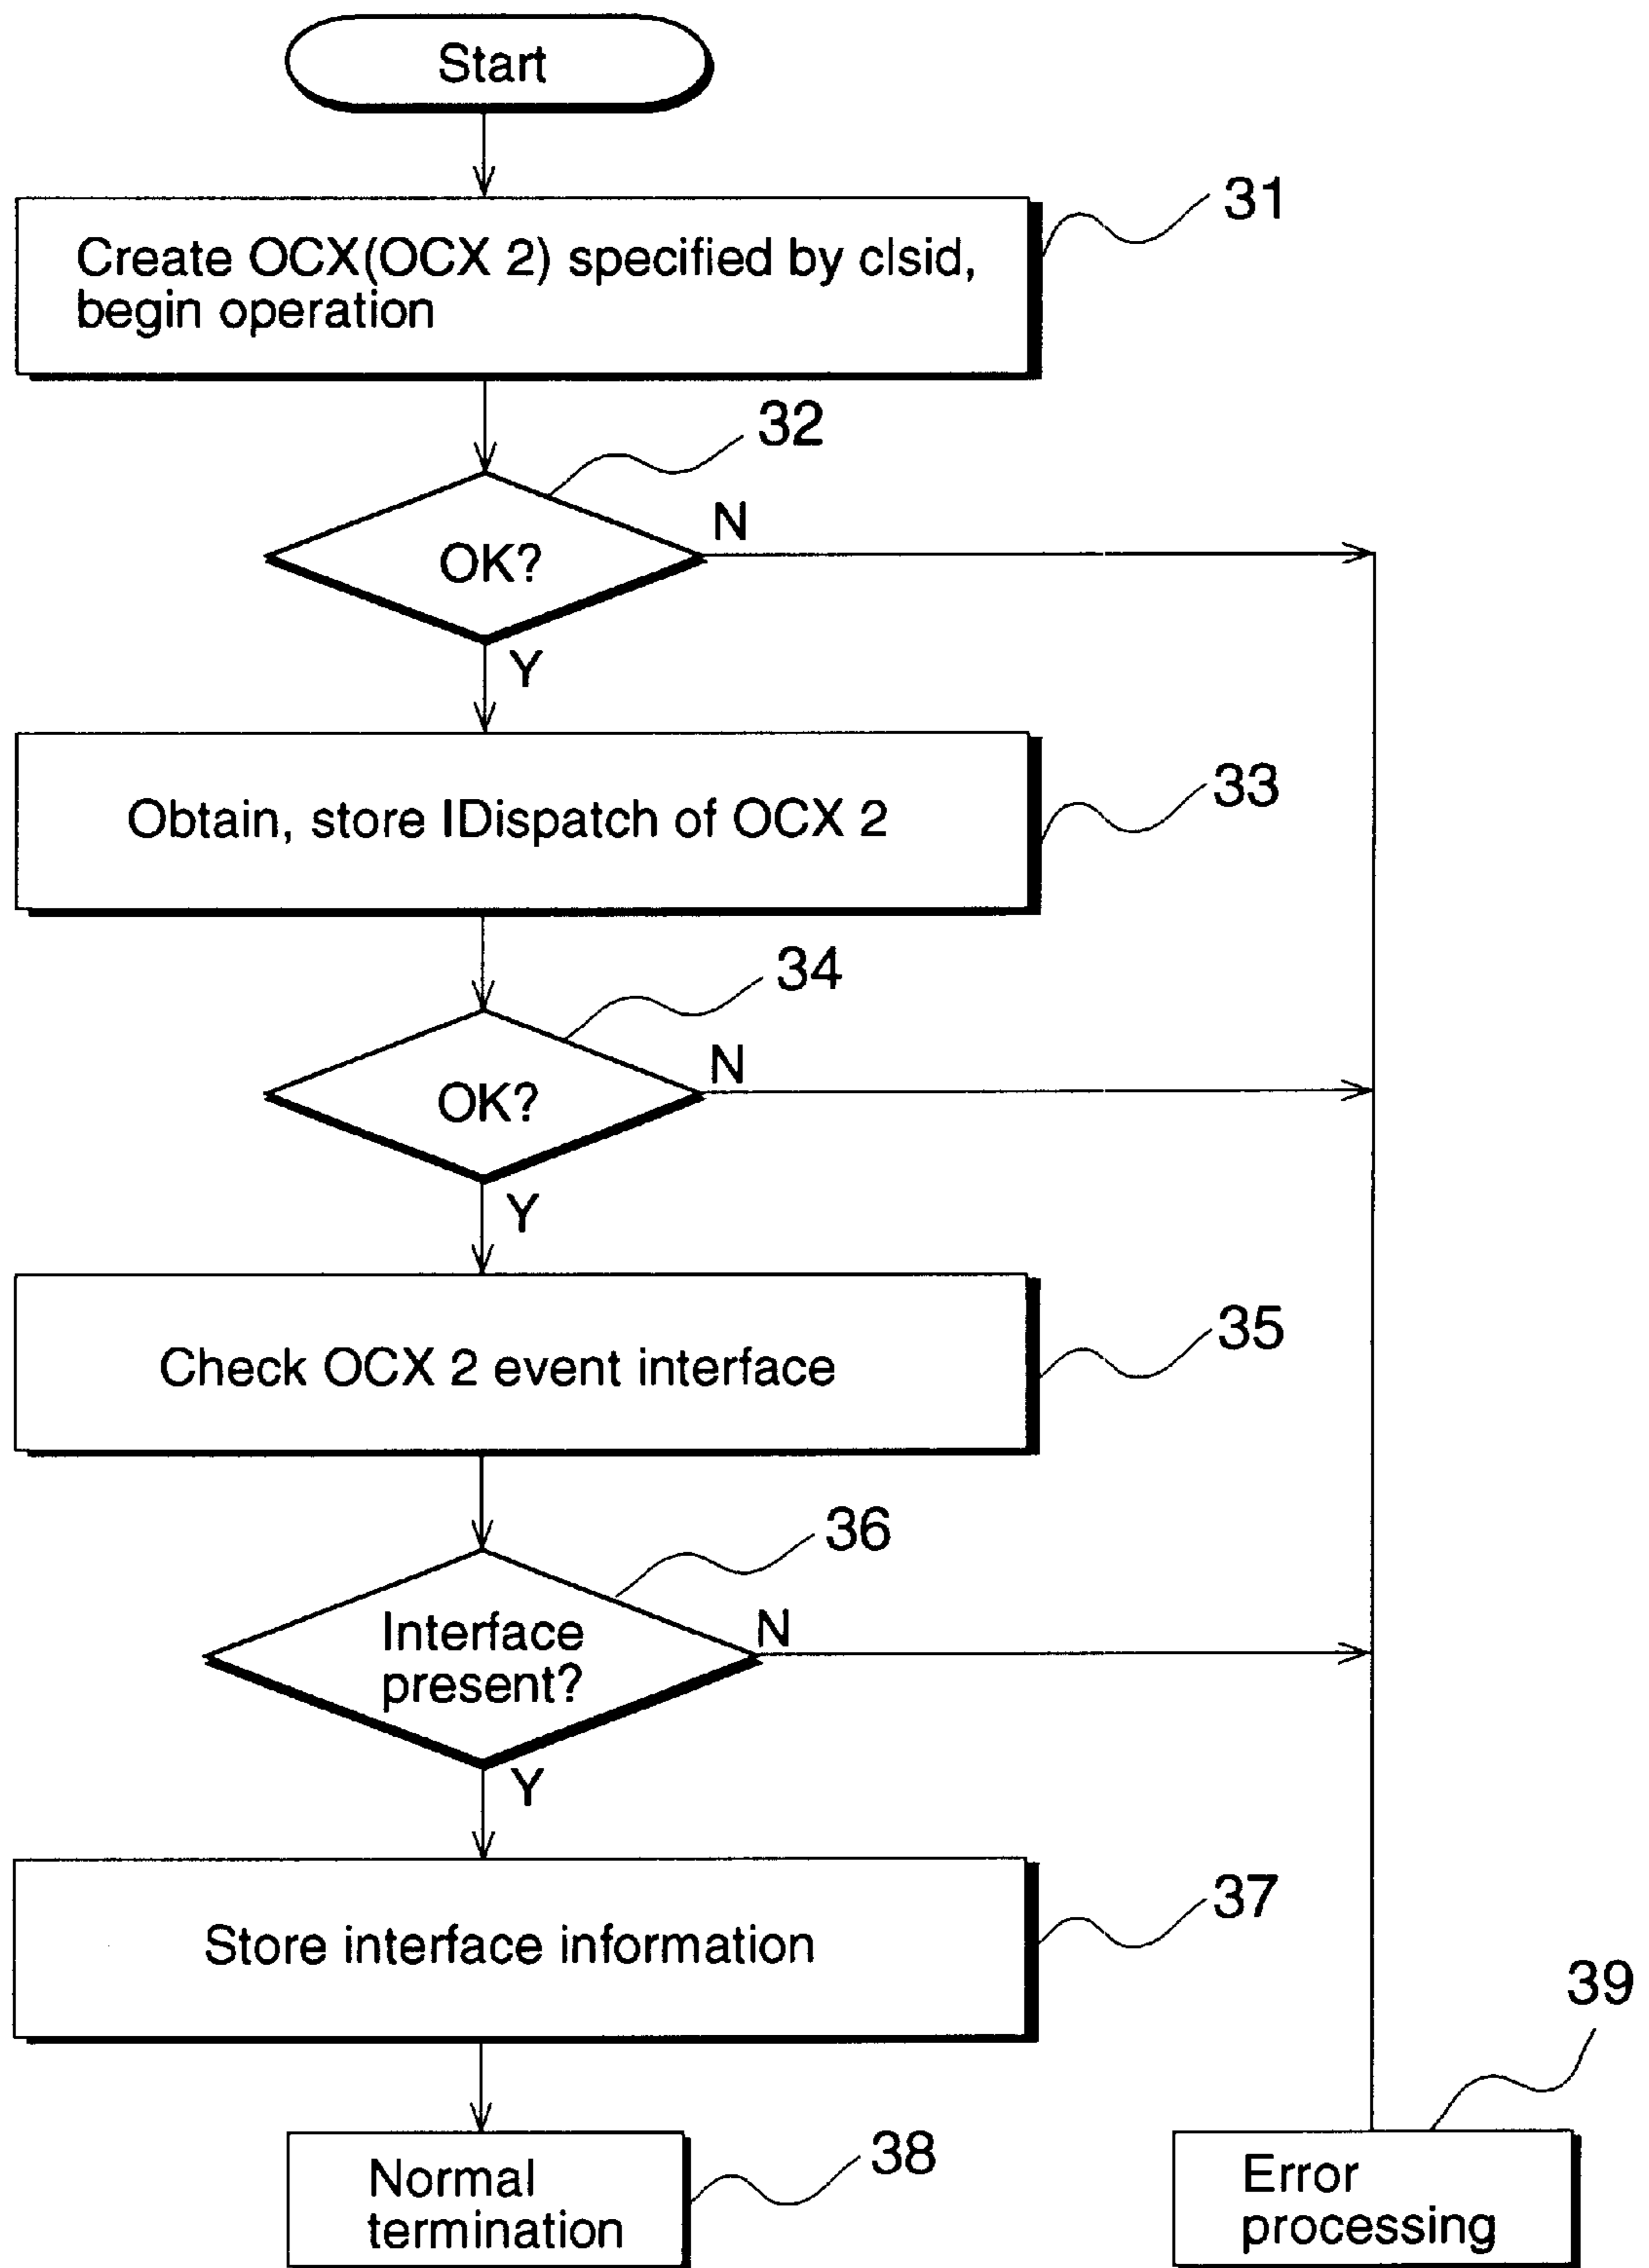 Start
31
Create OCX(OCX 2) specified by clsid,
begin operation
32
OK?
N
Y
33
Obtain, store IDispatch of OCX 2
34
OK?
N
Y
35
Check OCX 2 event interface
36
Interface
present?
N
Y
37
Store interface information
38
Normal
termination
39
Error
processing